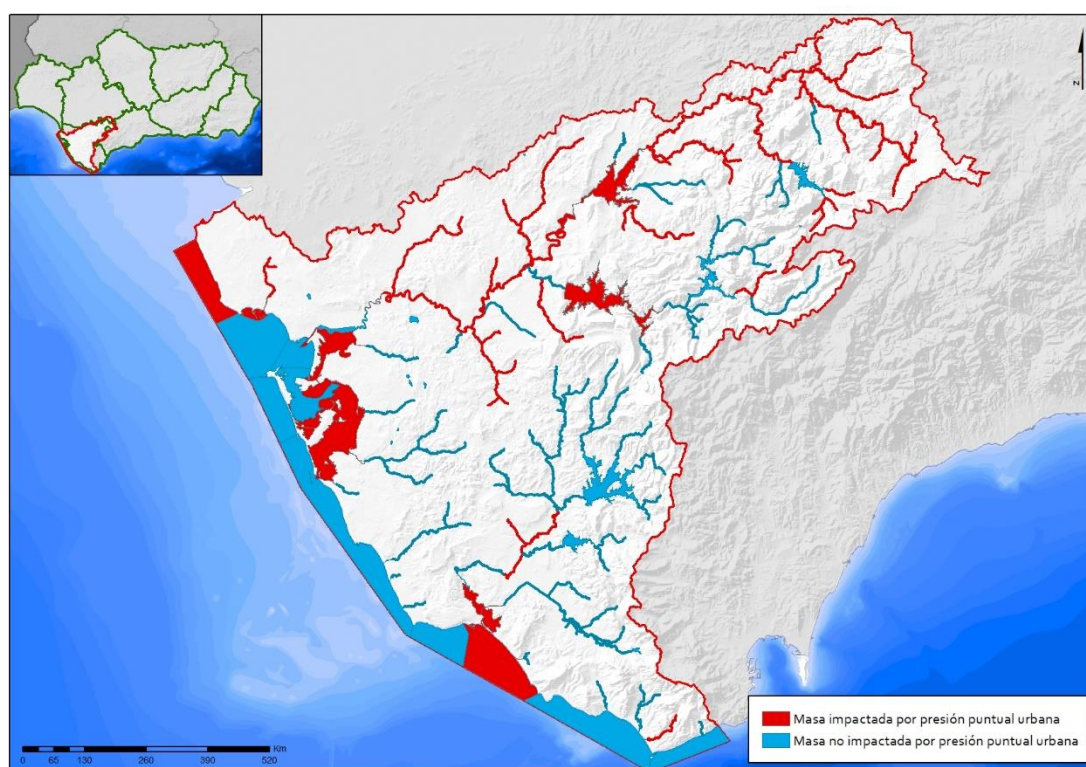 N
Masa impactada por presión puntual urbana
Masa no impactada por presión puntual urbana
0 65 130 260 390 520 Km